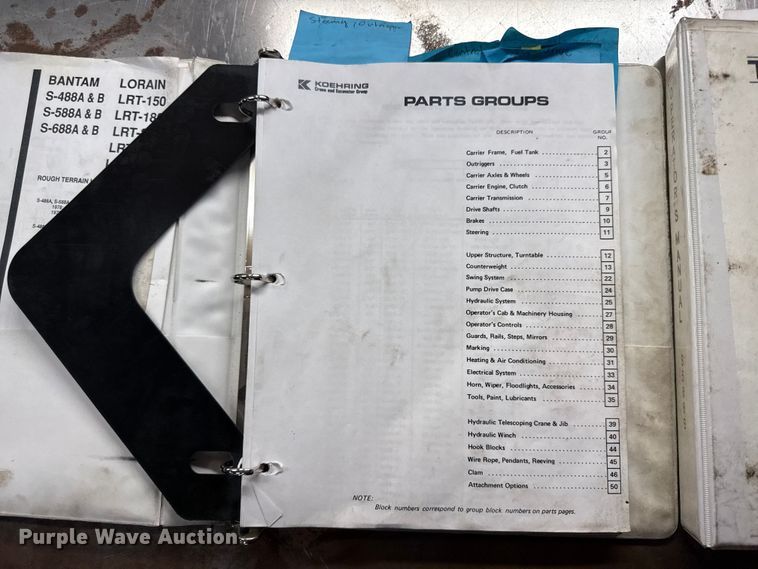 Steering / Outrigger
BANTAM LORAIN
S-488A & B LRT-150
S-588A & B
S-688A & B
ROUGH TERRAIN
KOEHRING
Crane and Excavator Group
PARTS GROUPS
DESCRIPTION GROUP NO.
Carrier Frame, Fuel Tank 2
Outriggers 3
Carrier Axles & Wheels 5
Carrier Engine, Clutch 6
Carrier Transmission 7
Drive Shafts 9
Brakes 10
Steering 11
Upper Structure, Turntable 12
Counterweight 13
Swing System 22
Pump Drive Case 24
Hydraulic System 25
Operator's Cab & Machinery Housing 27
Operator's Controls 28
Guards, Rails, Steps, Mirrors 29
Marking 30
Heating & Air Conditioning 31
Electrical System 33
Horn, Wiper, Floodlights, Accessories 34
Tools, Paint, Lubricants 35
Hydraulic Telescoping Crane & Jib 39
Hydraulic Winch 40
Hook Blocks 44
Wire Rope, Pendants, Reeving 45
Clam 46
Attachment Options 50
NOTE:
Block numbers correspond to group block numbers on parts pages.
Purple Wave Auction